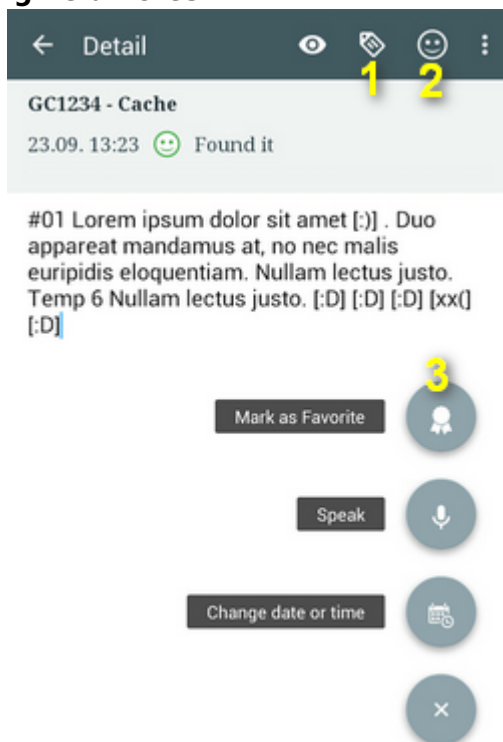 Detail
1 2
GC1234 - Cache
23.09. 13:23 Found it
#01 Lorem ipsum dolor sit amet [:)] . Duo
appareat mandamus at, no nec malis
euripidis eloquentiam. Nullam lectus justo.
Temp 6 Nullam lectus justo. [:D] [:D] [:D] [xx(]
[:D]
3
Mark as Favorite
Speak
Change date or time